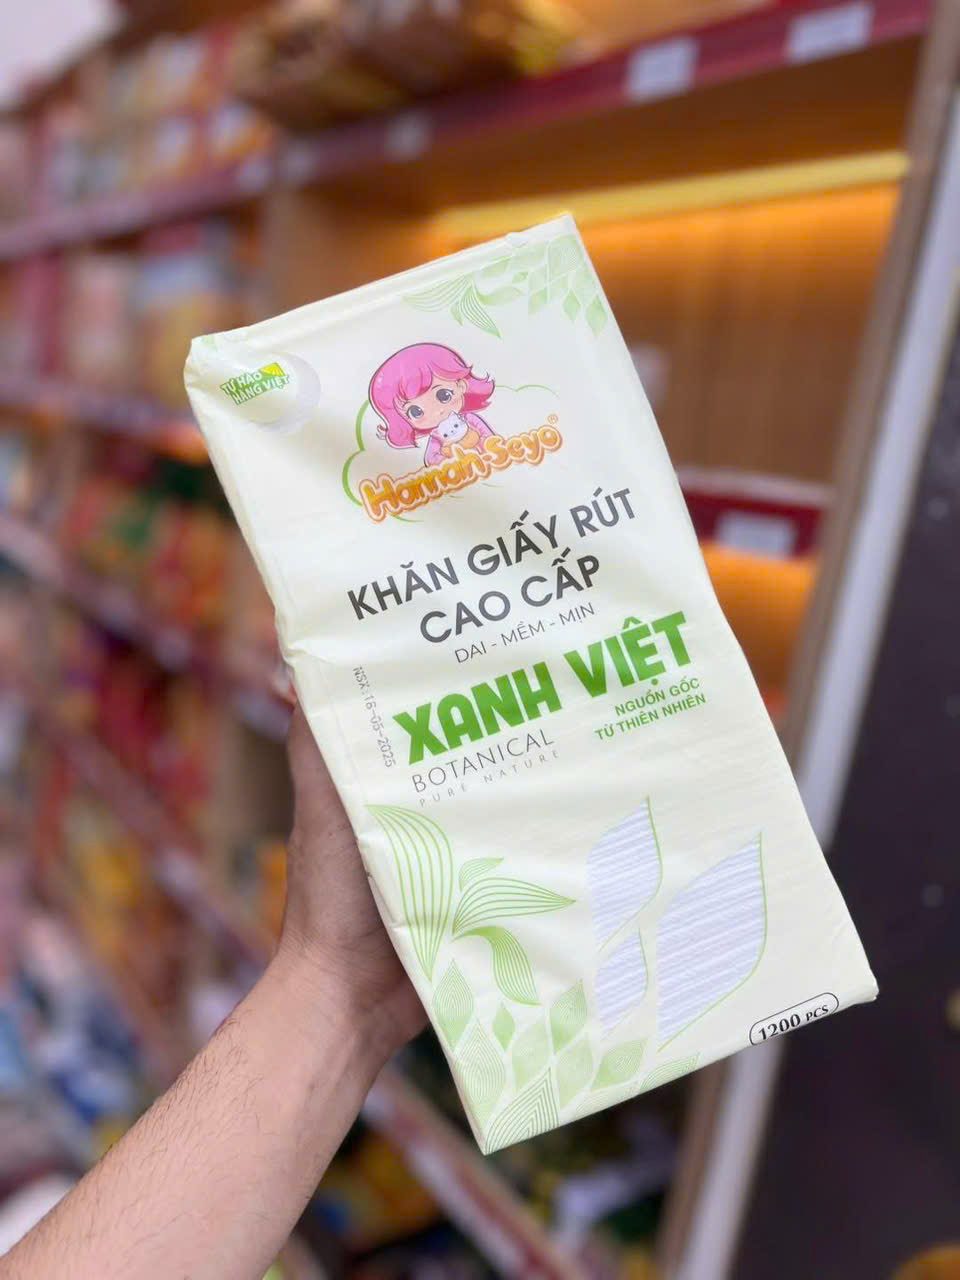 TỰ HÀO
HÀNG VIỆT
Hannah-Seyo®
KHĂN GIẤY RÚT
CAO CẤP
DAI - MỀM - MỊN
XANH VIỆT
NGUỒN GỐC
TỪ THIÊN NHIÊN
BOTANICAL
PURE NATURE
NSX:16-05-2025
1200 PCS